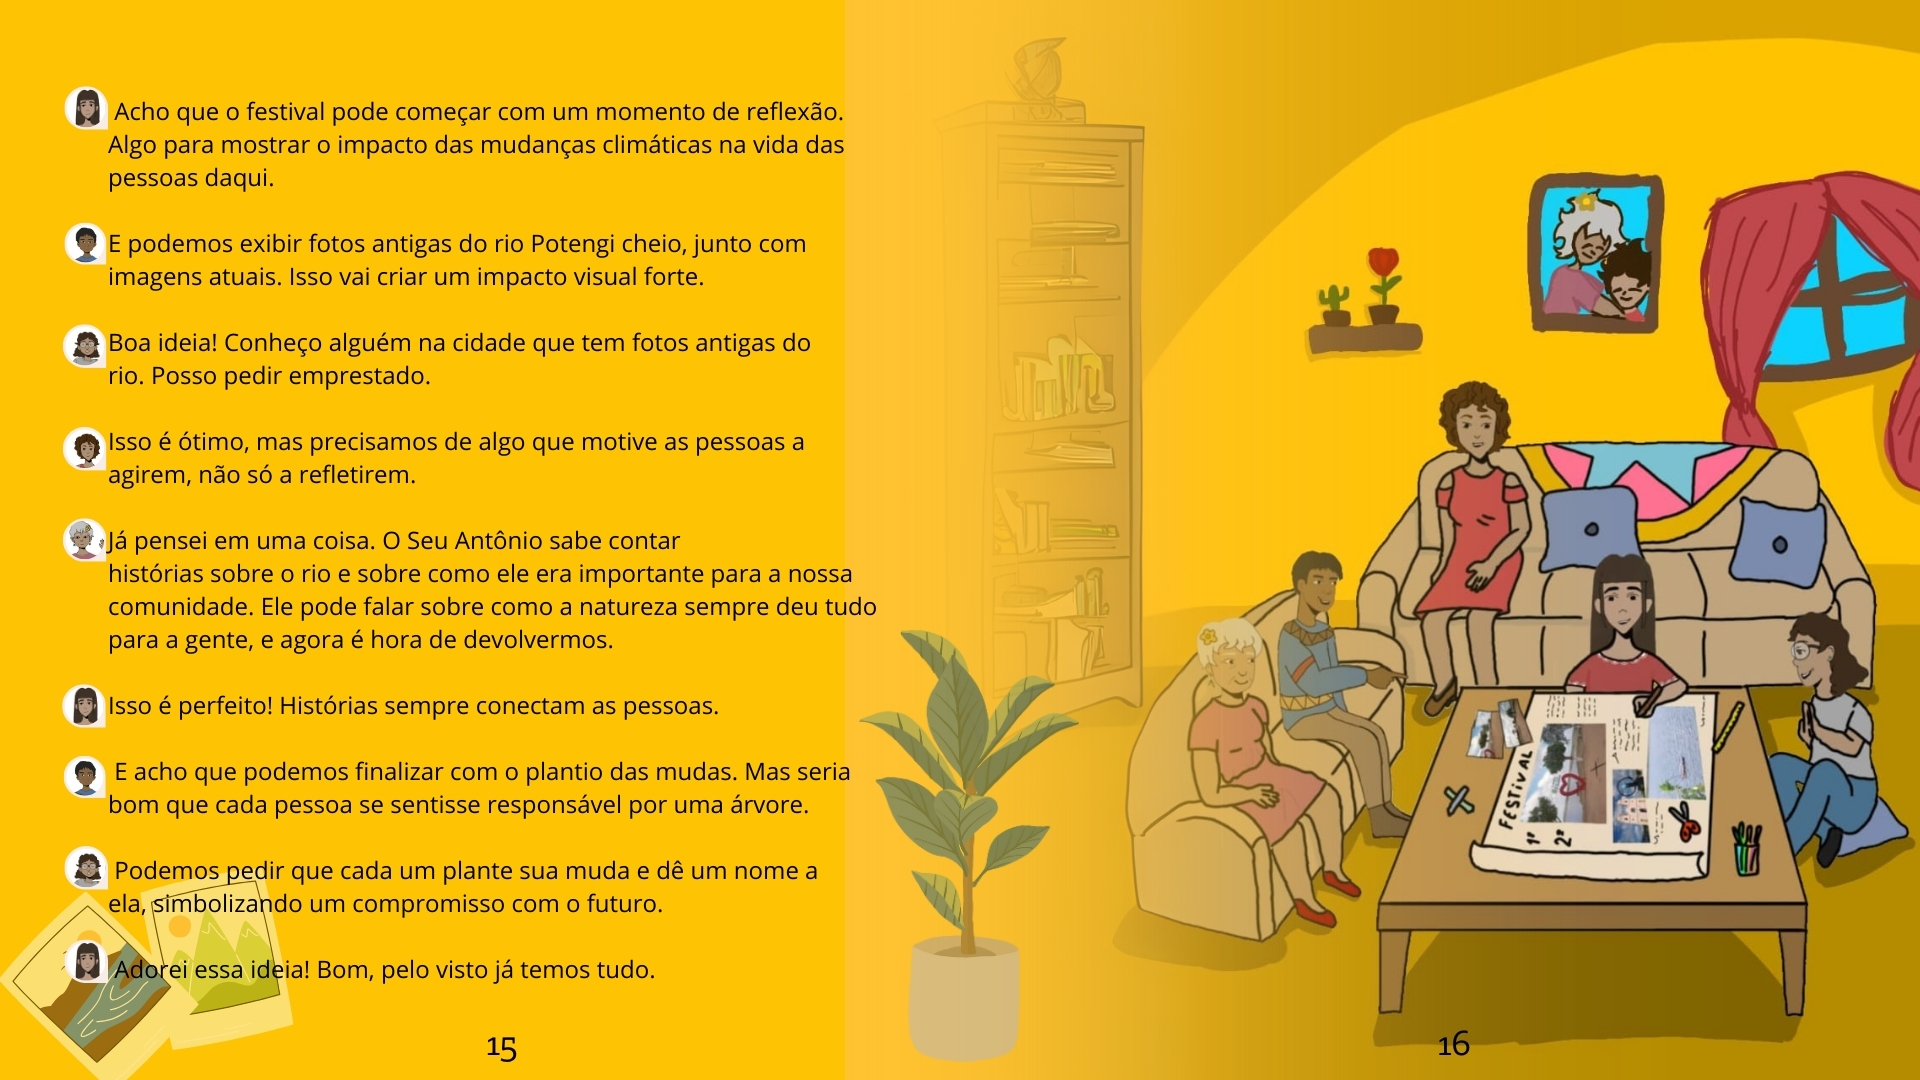 Acho que o festival pode começar com um momento de reflexão.
Algo para mostrar o impacto das mudanças climáticas na vida das
pessoas daqui.
E podemos exibir fotos antigas do rio Potengi cheio, junto com
imagens atuais. Isso vai criar um impacto visual forte.
Boa ideia! Conheço alguém na cidade que tem fotos antigas do
rio. Posso pedir emprestado.
Isso é ótimo, mas precisamos de algo que motive as pessoas a
agirem, não só a refletirem.
Já pensei em uma coisa. O Seu Antônio sabe contar
histórias sobre o rio e sobre como ele era importante para a nossa
comunidade. Ele pode falar sobre como a natureza sempre deu tudo
para a gente, e agora é hora de devolvermos.
Isso é perfeito! Histórias sempre conectam as pessoas.
E acho que podemos finalizar com o plantio das mudas. Mas seria
bom que cada pessoa se sentisse responsável por uma árvore.
Podemos pedir que cada um plante sua muda e dê um nome a
ela, simbolizando um compromisso com o futuro.
Adorei essa ideia! Bom, pelo visto já temos tudo.
15
FESTIVAL
1º
2º
16